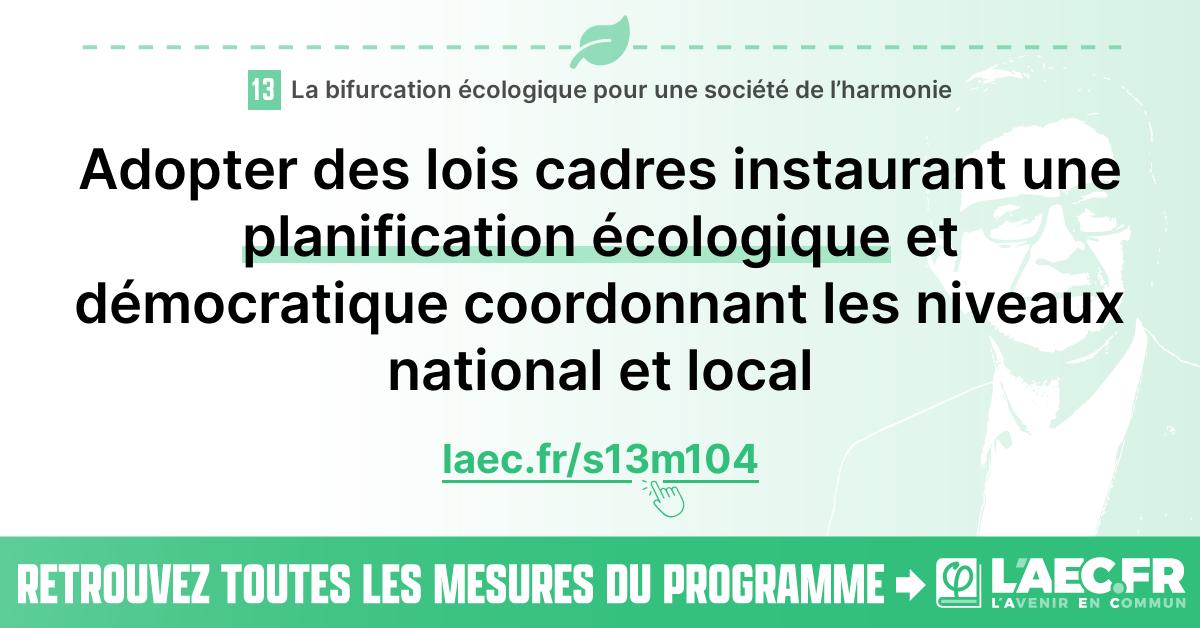 13 La bifurcation écologique pour une société de l’harmonie
Adopter des lois cadres instaurant une
planification écologique et
démocratique coordonnant les niveaux
national et local
laec.fr/s13m104
RETROUVEZ TOUTES LES MESURES DU PROGRAMME
φ L'AEC.FR
L'AVENIR EN COMMUN